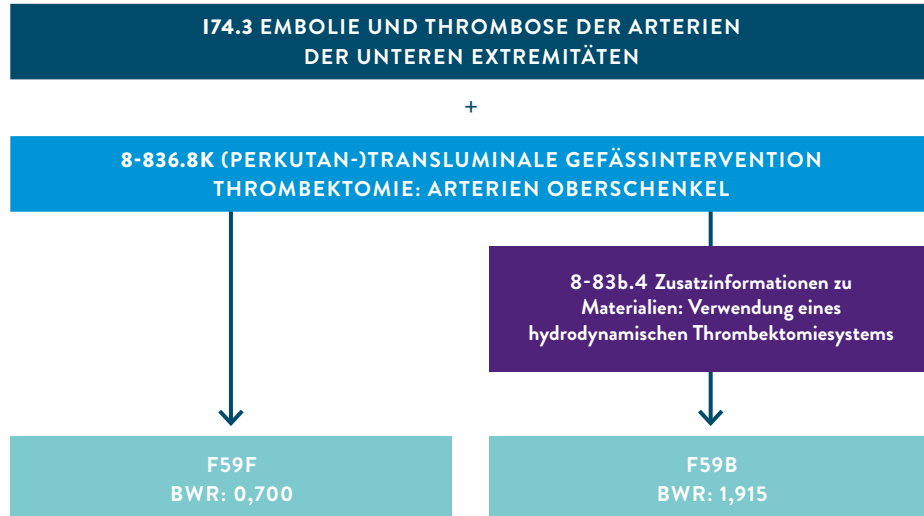 I74.3 EMBOLIE UND THROMBOSE DER ARTERIEN
DER UNTEREN EXTREMITÄTEN
+
8-836.8K (PERKUTAN-)TRANSLUMINALE GEFÄSSINTERVENTION
THROMBEKTOMIE: ARTERIEN OBERSCHENKEL
8-83b.4 Zusatzinformationen zu
Materialien: Verwendung eines
hydrodynamischen Thrombektomiesystems
F59F
BWR: 0,700
F59B
BWR: 1,915